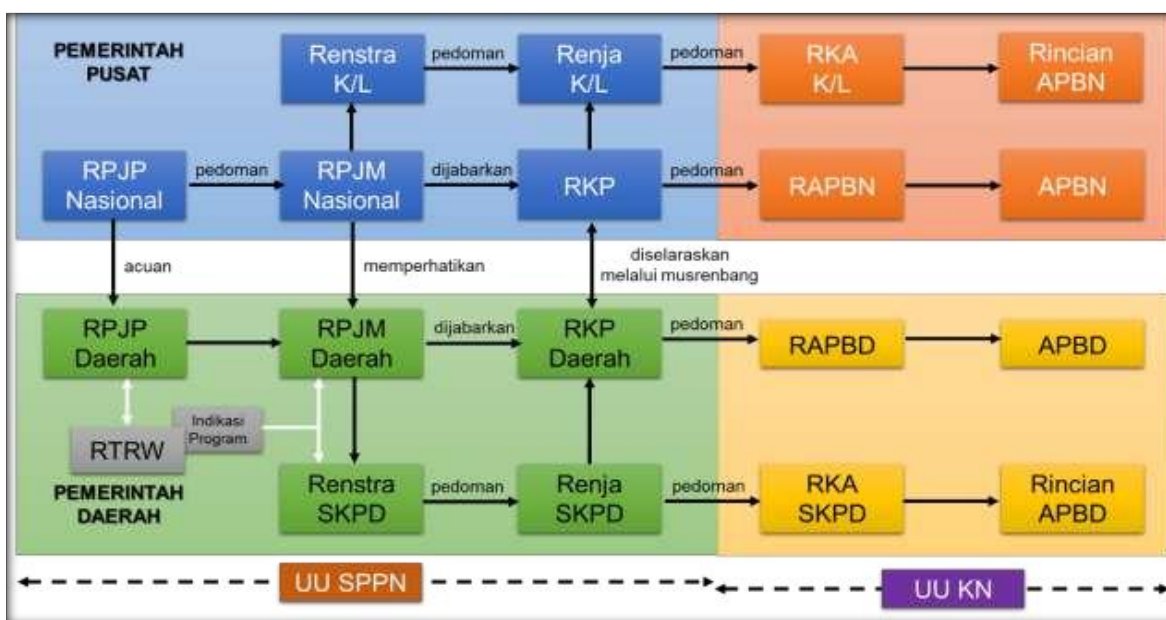 PEMERINTAH
PUSAT
Renstra
K/L
pedoman
Renja
K/L
pedoman
RKA
K/L
Rincian
APBN
RPJP
Nasional
pedoman
RPJM
Nasional
dijabarkan
RKP
pedoman
RAPBN
APBN
acuan
memperhatikan
diselaraskan
melalui musrenbang
RPJP
Daerah
RPJM
Daerah
dijabarkan
RKP
Daerah
pedoman
RAPBD
APBD
Indikasi
Program
RTRW
PEMERINTAH
DAERAH
Renstra
SKPD
pedoman
Renja
SKPD
pedoman
RKA
SKPD
Rincian
APBD
UU SPPN
UU KN